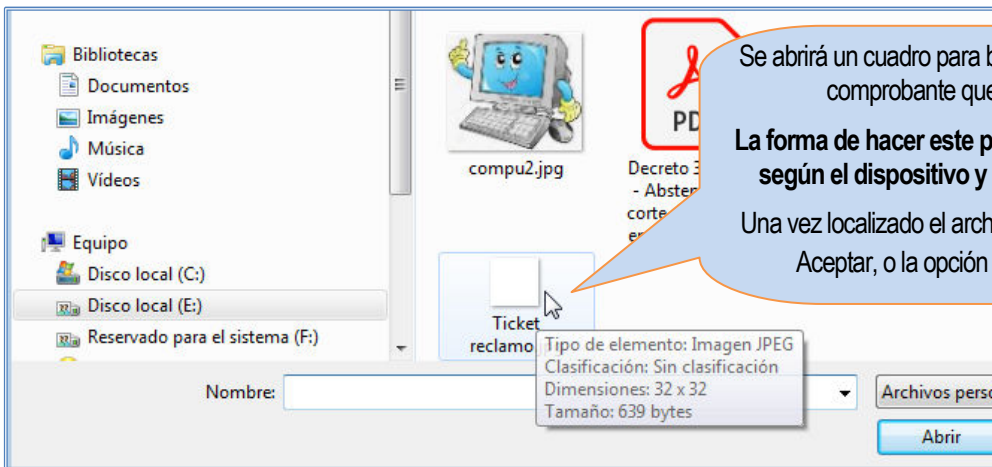 Bibliotecas
Documentos
Imágenes
Música
Vídeos
Equipo
Disco local (C:)
Disco local (E:)
Reservado para el sistema (F:)
compu2.jpg
Decreto
- Abste
corte
Ticket
reclamo
Se abrirá un cuadro para b
comprobante que
La forma de hacer este p
según el dispositivo y
Una vez localizado el arch
Aceptar, o la opción
Tipo de elemento: Imagen JPEG
Clasificación: Sin clasificación
Dimensiones: 32 x 32
Tamaño: 639 bytes
Nombre:
Archivos perso
Abrir